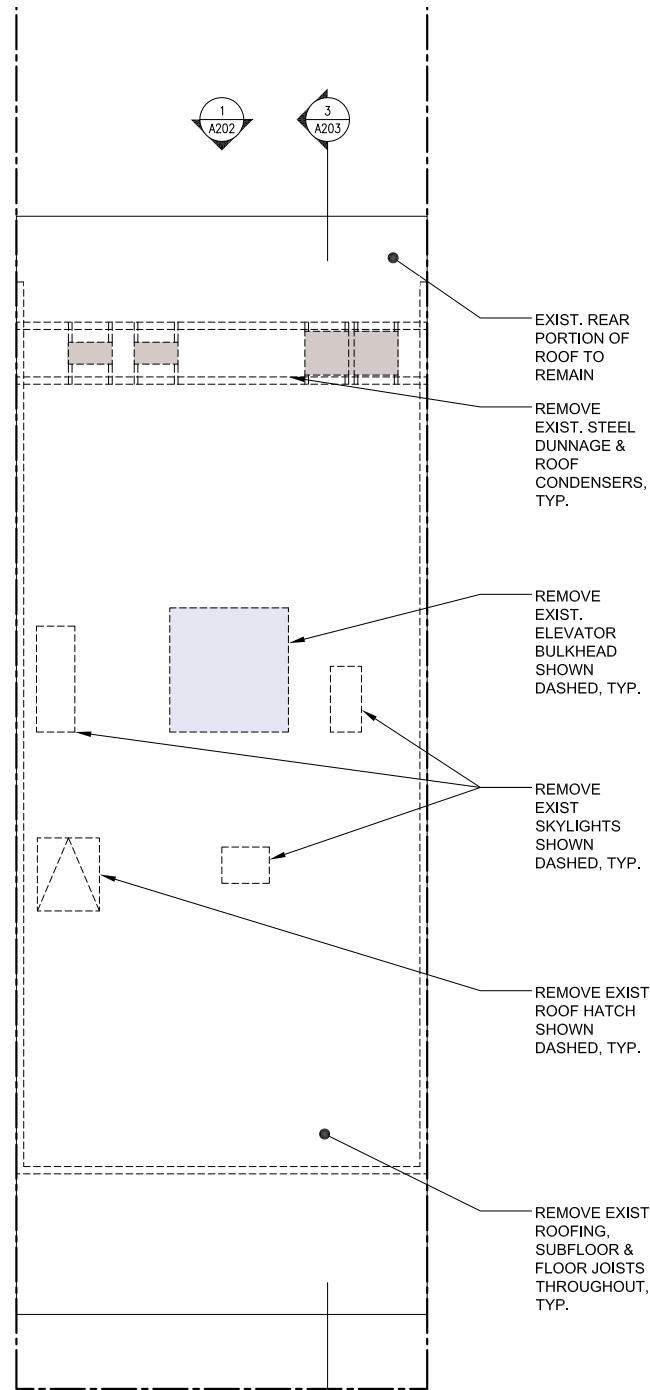 1
A202
3
A203
EXIST. REAR
PORTION OF
ROOF TO
REMAIN
REMOVE
EXIST. STEEL
DUNNAGE &
ROOF
CONDENSERS,
TYP.
REMOVE
EXIST.
ELEVATOR
BULKHEAD
SHOWN
DASHED, TYP.
REMOVE
EXIST
SKYLIGHTS
SHOWN
DASHED, TYP.
REMOVE EXIST
ROOF HATCH
SHOWN
DASHED, TYP.
REMOVE EXIST
ROOFING,
SUBFLOOR &
FLOOR JOISTS
THROUGHOUT,
TYP.